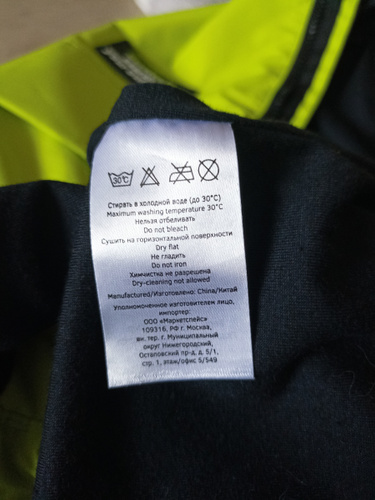 30°C
Стирать в холодной воде (до 30°C)
Maximum washing temperature 30°C
Нельзя отбеливать
Do not bleach
Сушить на горизонтальной поверхности
Dry flat
Не гладить
Do not iron
Химчистка не разрешена
Dry-cleaning not allowed
Manufactured/Изготовлено: China/Китай
Уполномоченное изготовителем лицо,
импортер:
ООО «Маркетспейс»
109316, РФ г. Москва,
вн. тер. г. Муниципальный
округ Нижегородский,
Остаповский пр-д, д. 5/1,
стр. 1, этаж/офис 5/549